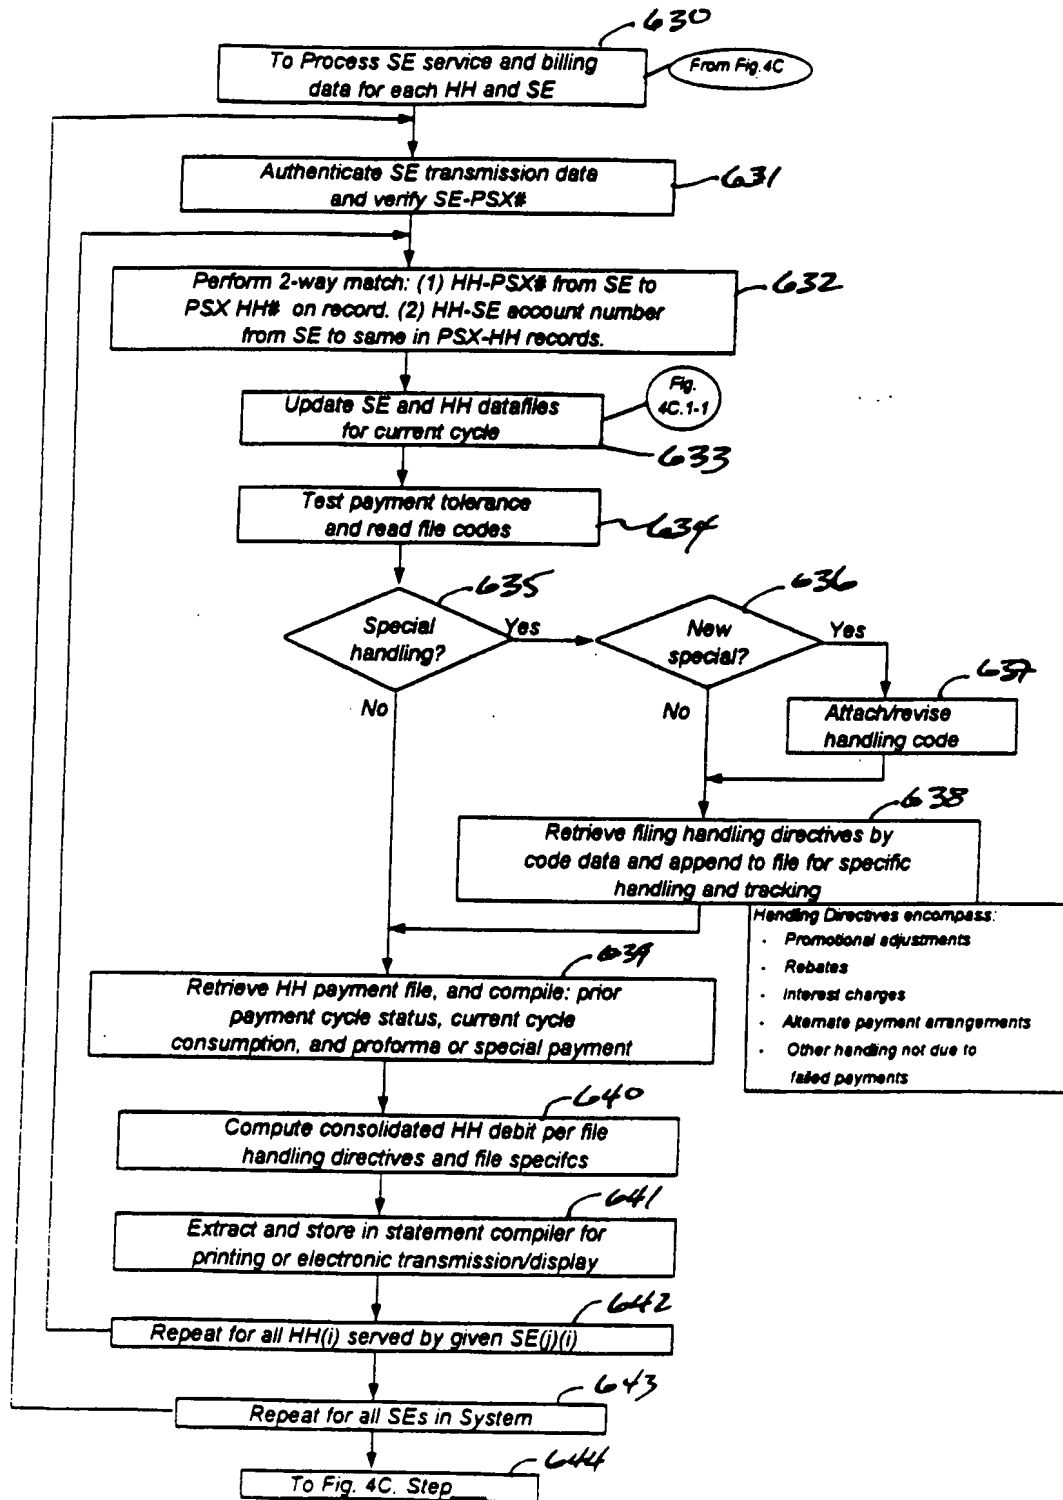 630
To Process SE service and billing
data for each HH and SE
From Fig.4C
Authenticate SE transmission data
and verify SE-PSX#
631
Perform 2-way match: (1) HH-PSX# from SE to
PSX HH# on record. (2) HH-SE account number
from SE to same in PSX-HH records.
632
Update SE and HH datafiles
for current cycle
Fig.
4C.1-1
633
Test payment tolerance
and read file codes
634
635
Special
handling?
Yes
No
636
New
special?
Yes
No
637
Attach/revise
handling code
638
Retrieve filing handling directives by
code data and append to file for specific
handling and tracking
Handling Directives encompass:
· Promotional adjustments
· Rebates
· Interest charges
· Alternate payment arrangements
· Other handling not due to
failed payments
639
Retrieve HH payment file, and compile: prior
payment cycle status, current cycle
consumption, and proforma or special payment
640
Compute consolidated HH debit per file
handling directives and file specifcs
641
Extract and store in statement compiler for
printing or electronic transmission/display
642
Repeat for all HH(i) served by given SE(j)(i)
643
Repeat for all SEs in System
644
To Fig. 4C. Step